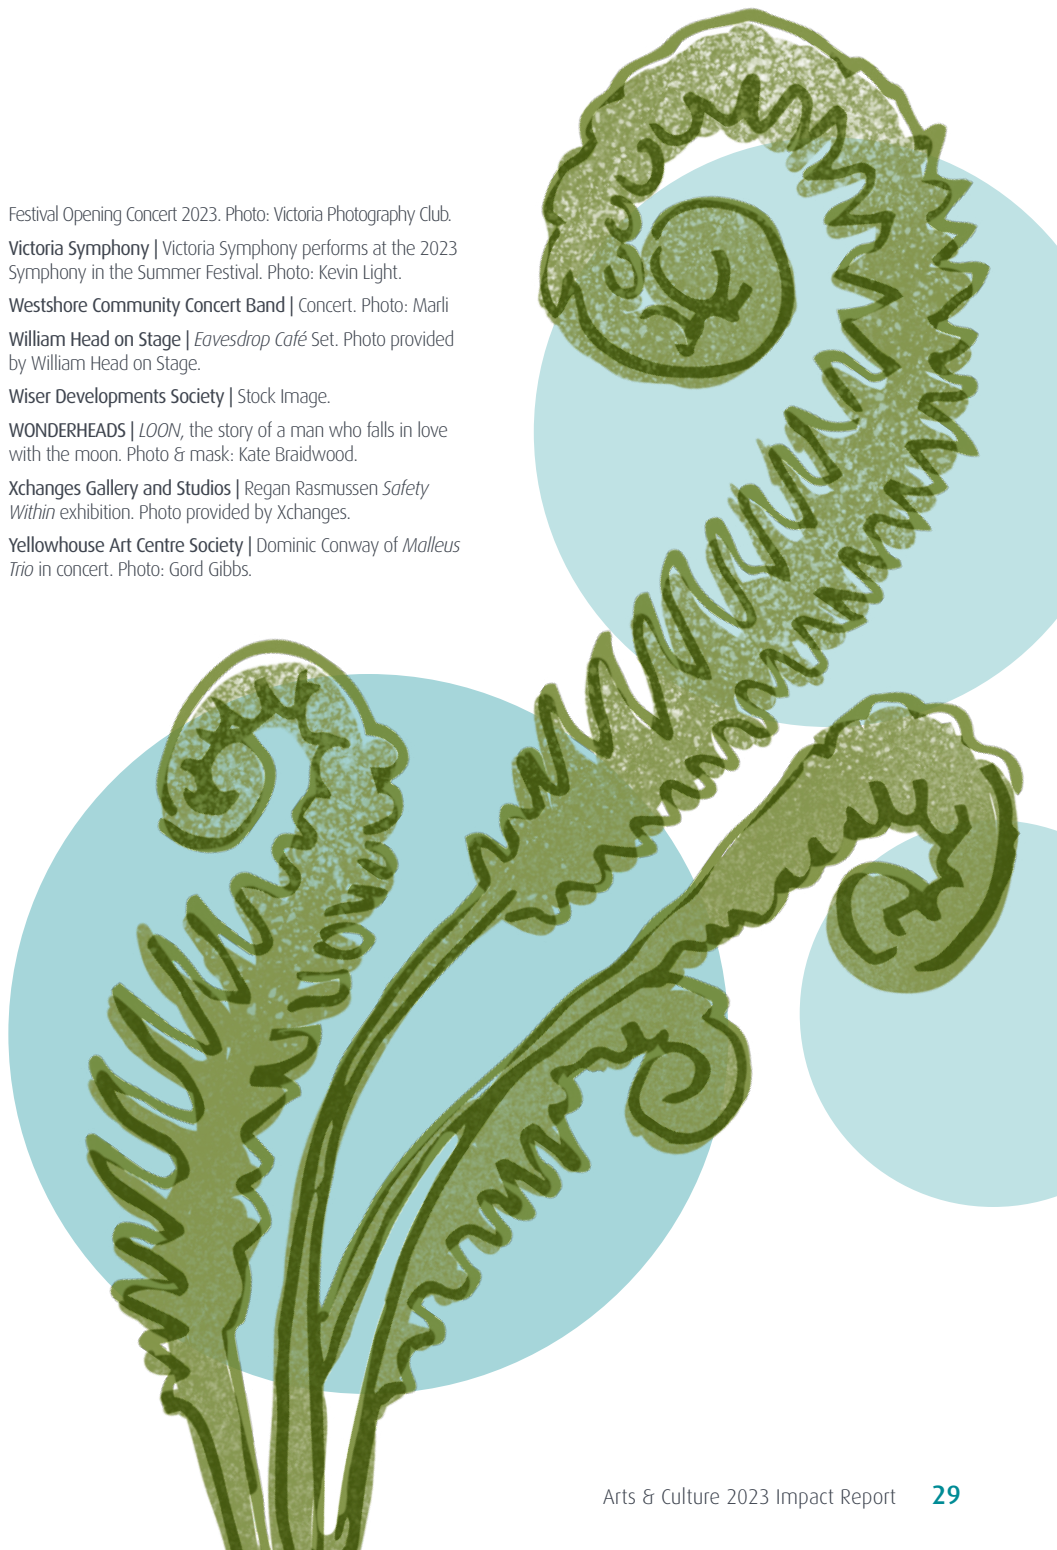 Festival Opening Concert 2023. Photo: Victoria Photography Club.
Victoria Symphony | Victoria Symphony performs at the 2023
Symphony in the Summer Festival. Photo: Kevin Light.
Westshore Community Concert Band | Concert. Photo: Marli
William Head on Stage | Eavesdrop Café Set. Photo provided
by William Head on Stage.
Wiser Developments Society | Stock Image.
WONDERHEADS | LOON, the story of a man who falls in love
with the moon. Photo & mask: Kate Braidwood.
Xchanges Gallery and Studios | Regan Rasmussen Safety
Within exhibition. Photo provided by Xchanges.
Yellowhouse Art Centre Society | Dominic Conway of Malleus
Trio in concert. Photo: Gord Gibbs.
Arts & Culture 2023 Impact Report 29